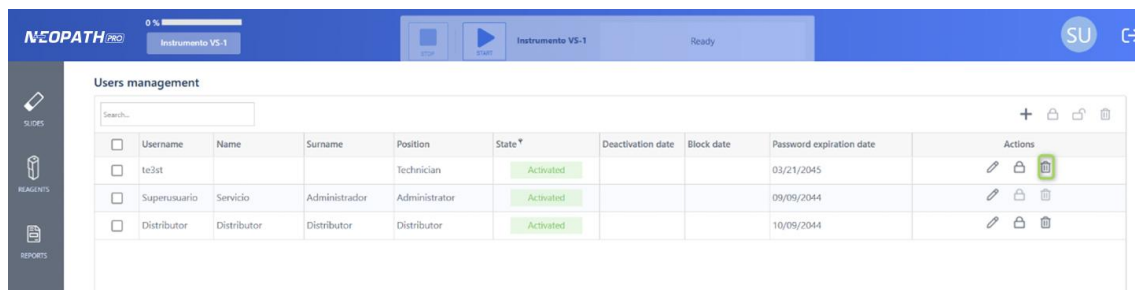 NEOPATH PRO
0 %
Instrumento VS-1
STOP
START
Instrumento VS-1
Ready
SU
SLIDES
REAGENTS
REPORTS
Users management
Search...
Username Name Surname Position State Deactivation date Block date Password expiration date Actions
te3st Technician Activated 03/21/2045
Superusuario Servicio Administrador Administrator Activated 09/09/2044
Distributor Distributor Distributor Distributor Activated 10/09/2044